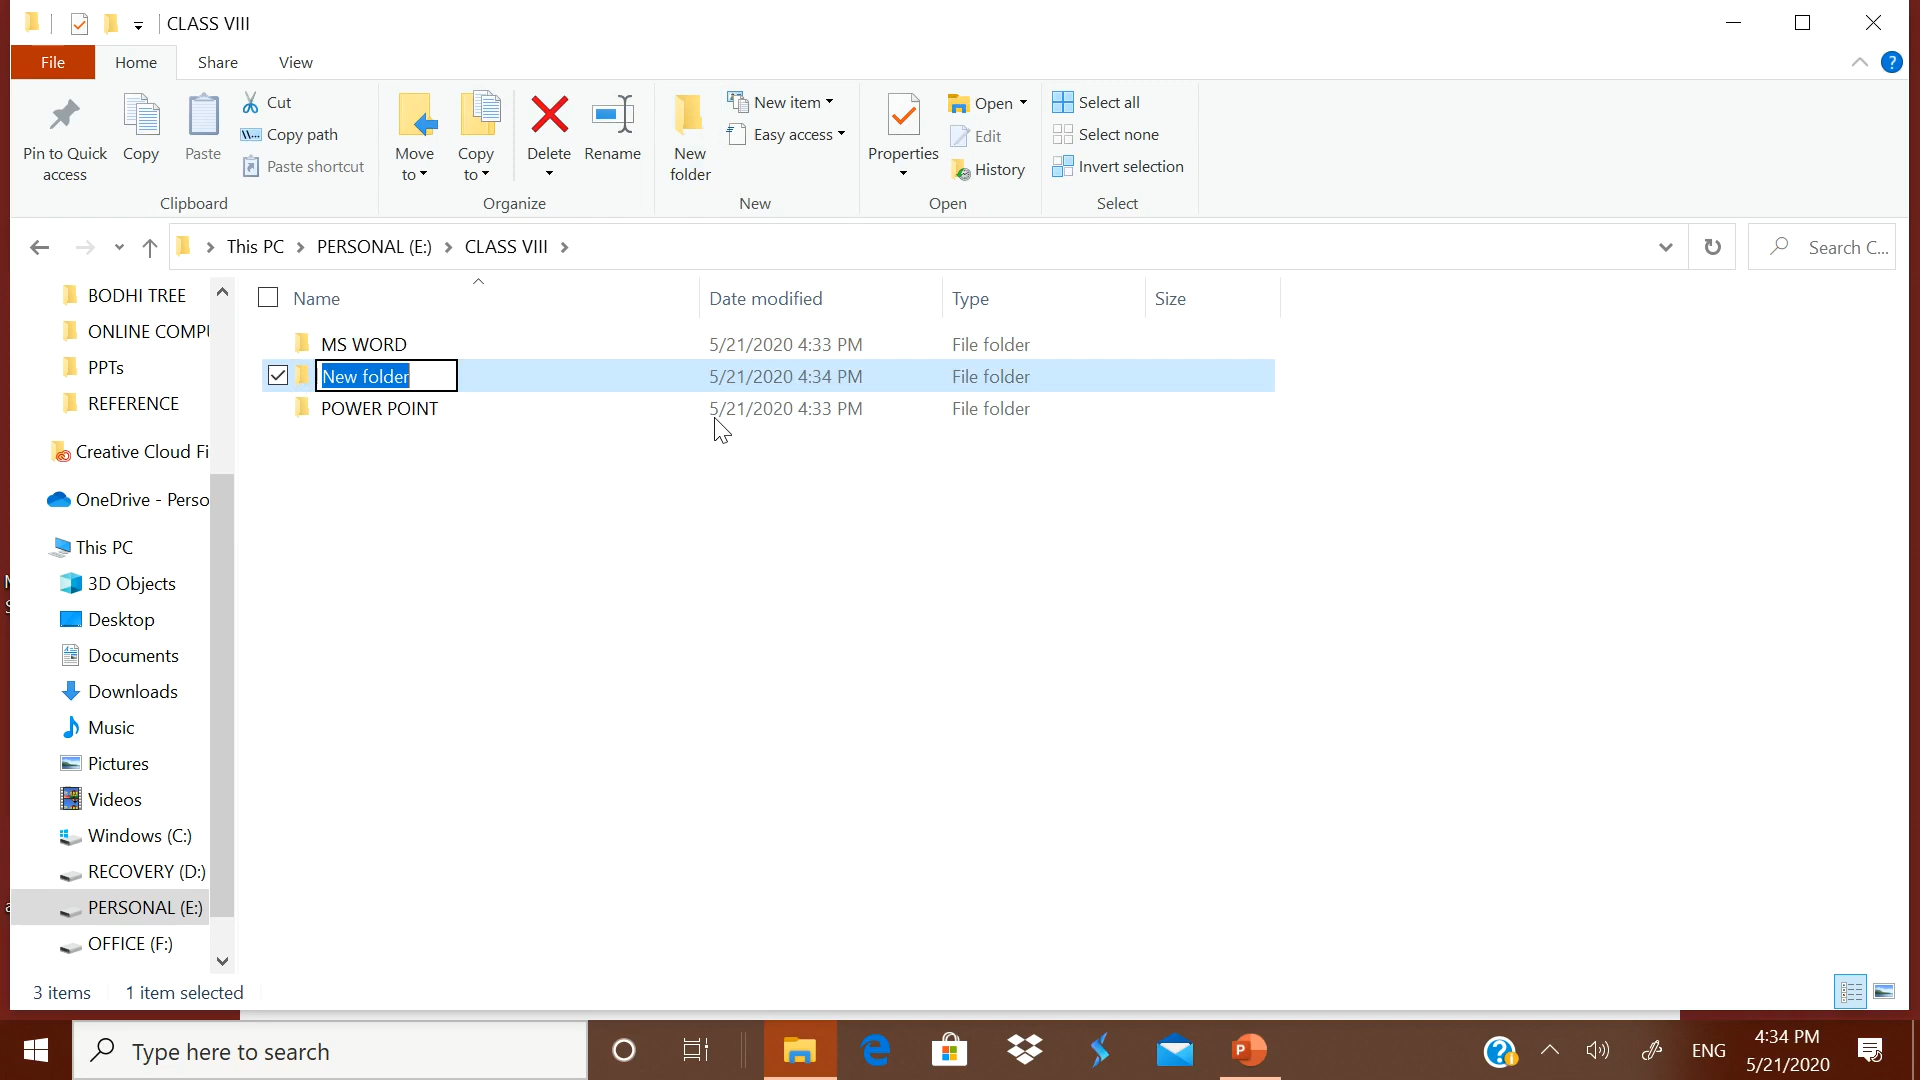 CLASS VIII
File Home Share View
Pin to Quick access
Copy
Paste
Cut
Copy path
Paste shortcut
Clipboard
Move to
Copy to
Delete
Rename
Organize
New folder
New item
Easy access
New
Properties
Open
Edit
History
Open
Select all
Select none
Invert selection
Select
This PC PERSONAL (E:) CLASS VIII
Search C...
BODHI TREE
ONLINE COMPU
PPTs
REFERENCE
Creative Cloud Fi
OneDrive - Perso
This PC
3D Objects
Desktop
Documents
Downloads
Music
Pictures
Videos
Windows (C:)
RECOVERY (D:)
PERSONAL (E:)
OFFICE (F:)
Name Date modified Type Size
MS WORD 5/21/2020 4:33 PM File folder
New folder 5/21/2020 4:34 PM File folder
POWER POINT 5/21/2020 4:33 PM File folder
3 items 1 item selected
Type here to search
ENG
4:34 PM
5/21/2020